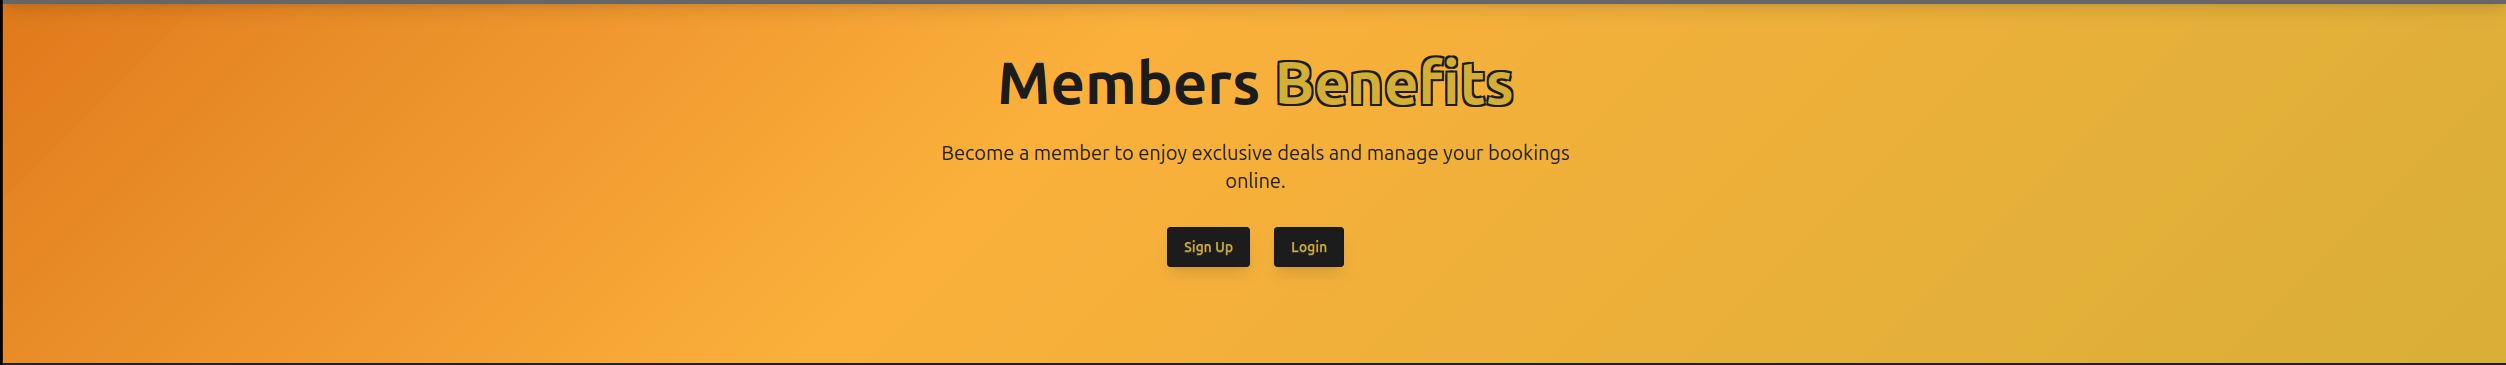 Members Benefits
Become a member to enjoy exclusive deals and manage your bookings
online.
Sign Up Login